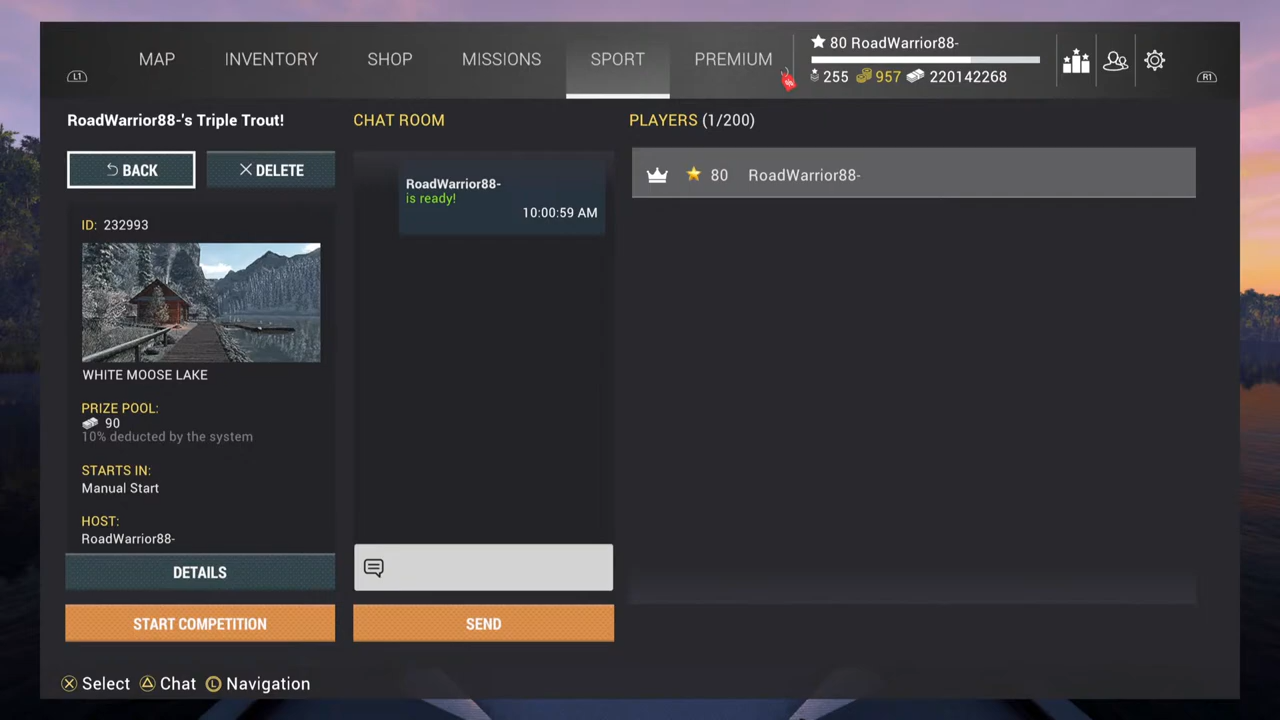 MAP
INVENTORY
SHOP
MISSIONS
SPORT
PREMIUM
80 RoadWarrior88-
255 957 220142268
L1
R1
RoadWarrior88-'s Triple Trout!
BACK
DELETE
ID: 232993
WHITE MOOSE LAKE
PRIZE POOL:
90
10% deducted by the system
STARTS IN:
Manual Start
HOST:
RoadWarrior88-
DETAILS
START COMPETITION
CHAT ROOM
RoadWarrior88-
is ready!
10:00:59 AM
SEND
PLAYERS (1/200)
80 RoadWarrior88-
Select Chat L Navigation